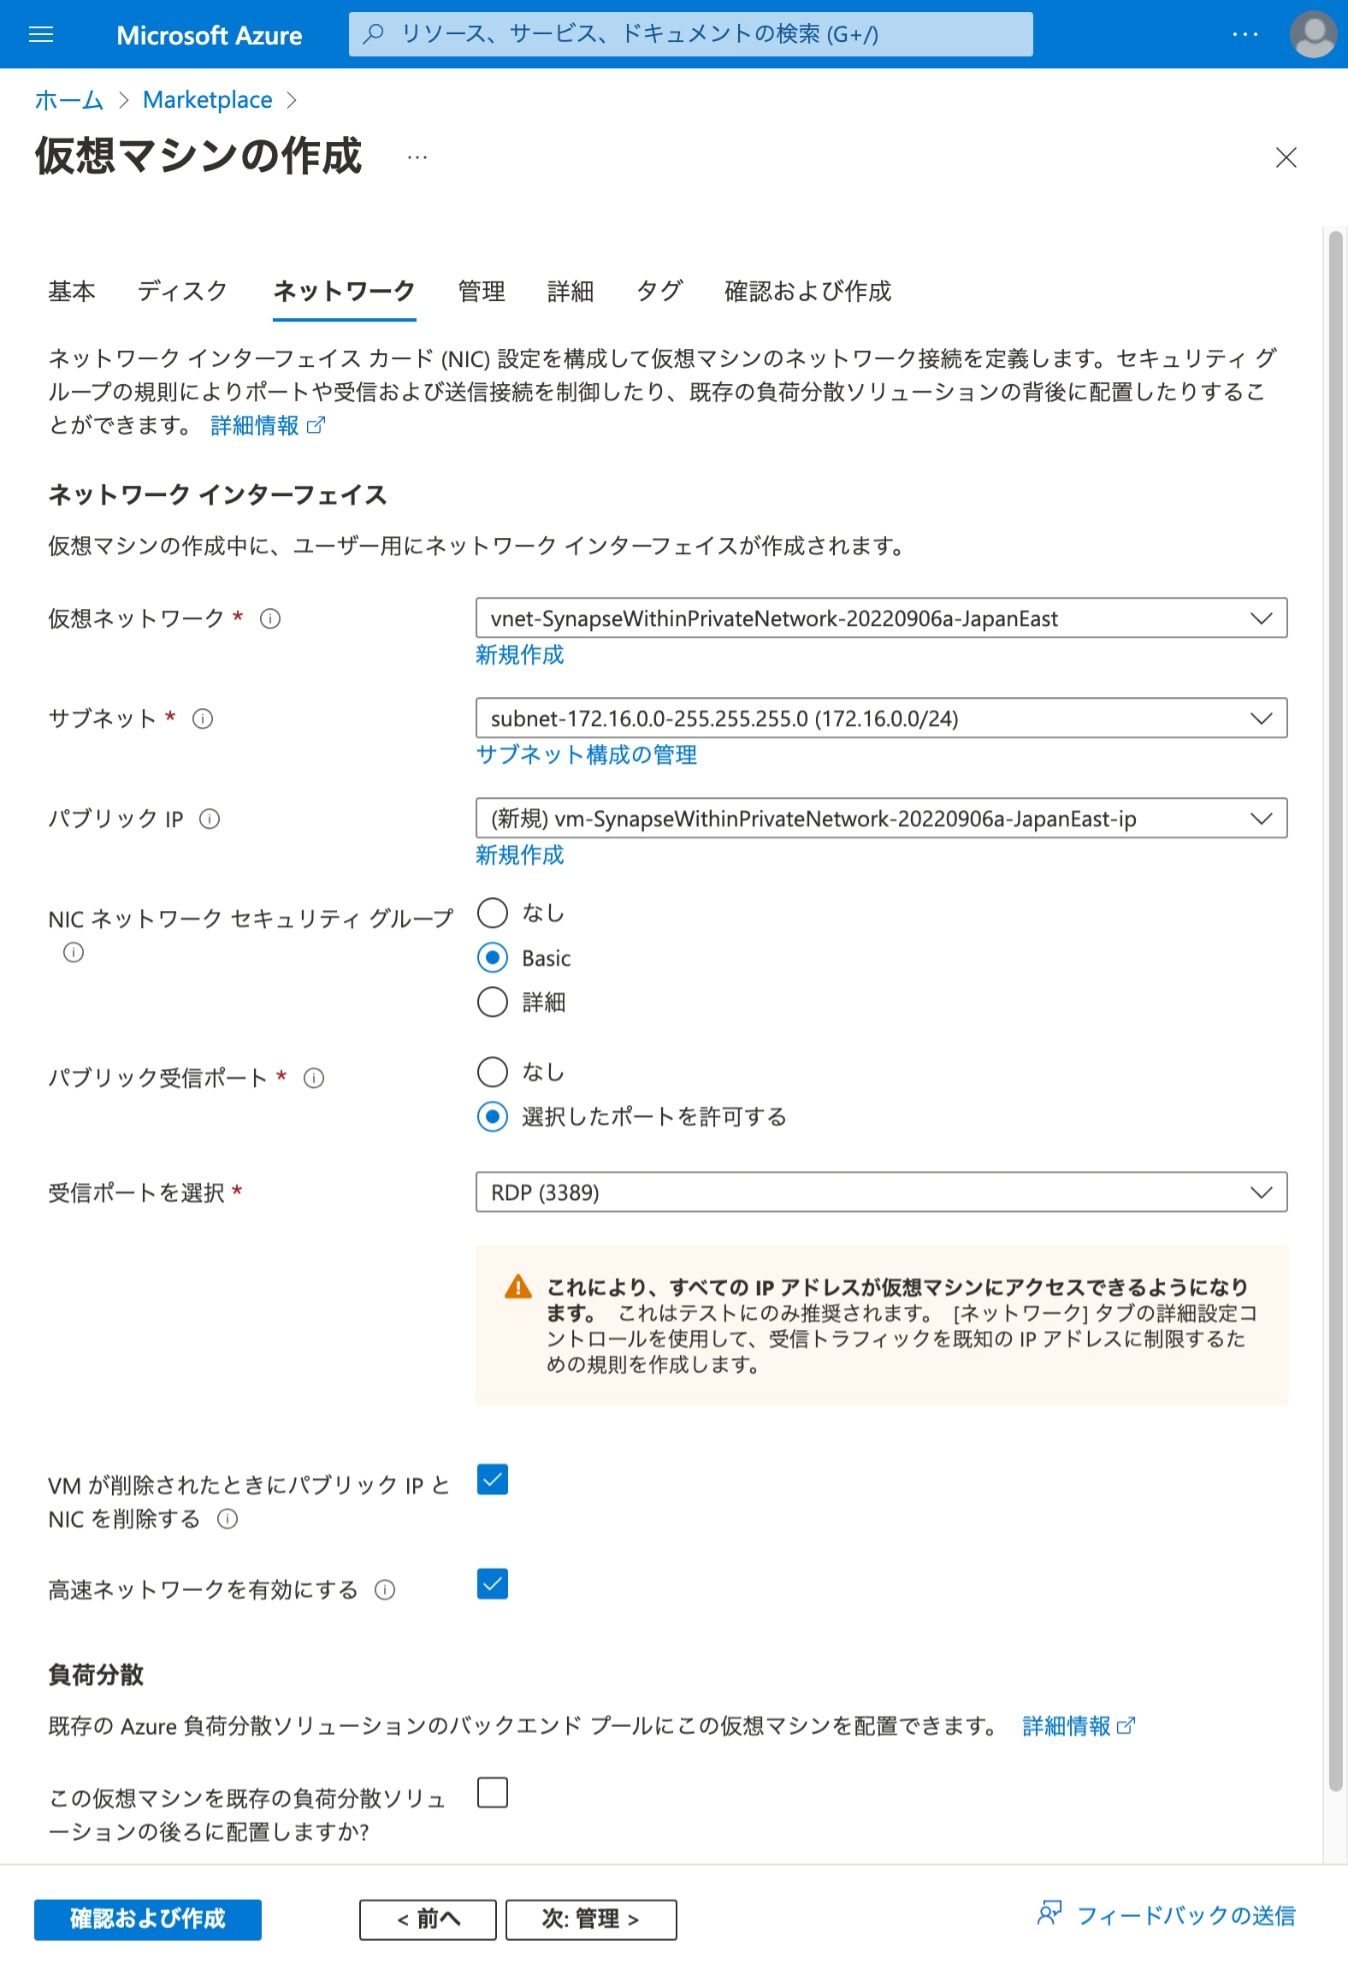 Microsoft Azure
リソース、サービス、ドキュメントの検索 (G+/)
ホーム > Marketplace >
仮想マシンの作成 …
基本 ディスク ネットワーク 管理 詳細 タグ 確認および作成
ネットワーク インターフェイス カード (NIC) 設定を構成して仮想マシンのネットワーク接続を定義します。セキュリティ グ
ループの規則によりポートや受信および送信接続を制御したり、既存の負荷分散ソリューションの背後に配置したりするこ
とができます。 詳細情報
ネットワーク インターフェイス
仮想マシンの作成中に、ユーザー用にネットワーク インターフェイスが作成されます。
仮想ネットワーク *
vnet-SynapseWithinPrivateNetwork-20220906a-JapanEast
新規作成
サブネット *
subnet-172.16.0.0-255.255.255.0 (172.16.0.0/24)
サブネット構成の管理
パブリック IP
(新規) vm-SynapseWithinPrivateNetwork-20220906a-JapanEast-ip
新規作成
NIC ネットワーク セキュリティ グループ
なし
Basic
詳細
パブリック受信ポート *
なし
選択したポートを許可する
受信ポートを選択 *
RDP (3389)
これにより、すべての IP アドレスが仮想マシンにアクセスできるようになり
ます。 これはテストにのみ推奨されます。 [ネットワーク] タブの詳細設定コ
ントロールを使用して、受信トラフィックを既知の IP アドレスに制限するた
めの規則を作成します。
VM が削除されたときにパブリック IP と
NIC を削除する
高速ネットワークを有効にする
負荷分散
既存の Azure 負荷分散ソリューションのバックエンド プールにこの仮想マシンを配置できます。 詳細情報
この仮想マシンを既存の負荷分散ソリュ
ーションの後ろに配置しますか?
確認および作成
< 前へ
次: 管理 >
フィードバックの送信